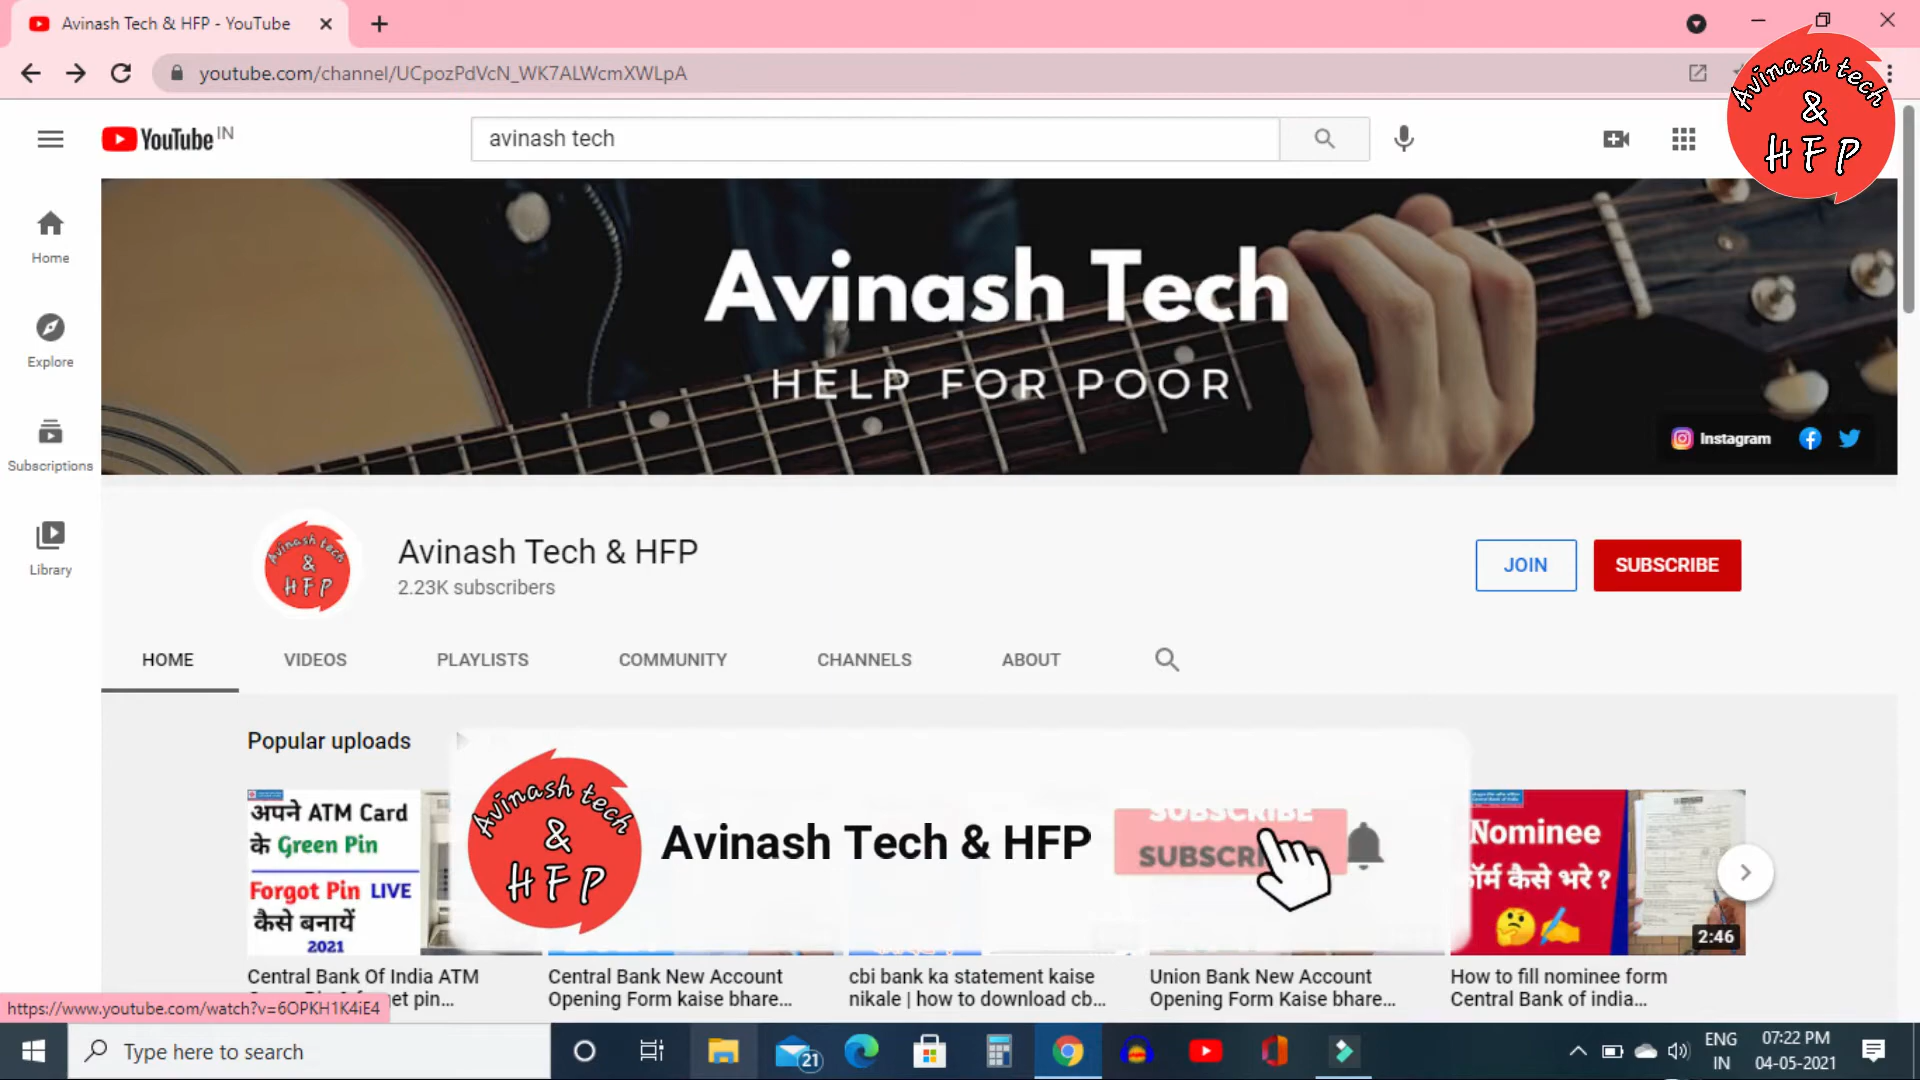 Avinash Tech & HFP - YouTube
youtube.com/channel/UCpozPdVcN_WK7ALWcmXWLpA
Avinash tech
&
HFP
YouTube IN
avinash tech
Home
Explore
Subscriptions
Library
Avinash Tech
HELP FOR POOR
Instagram
Avinash tech
&
HFP
Avinash Tech & HFP
2.23K subscribers
JOIN
SUBSCRIBE
HOME
VIDEOS
PLAYLISTS
COMMUNITY
CHANNELS
ABOUT
Popular uploads
अपने ATM Card
के Green Pin
Forgot Pin LIVE
कैसे बनायें
2021
Avinash tech
&
HFP
Avinash Tech & HFP
SUBSCRIBE
Nominee
फॉर्म कैसे भरे ?
2:46
Central Bank Of India ATM
Central Bank New Account
Opening Form kaise bhare...
cbi bank ka statement kaise
nikale | how to download cb...
Union Bank New Account
Opening Form Kaise bhare...
How to fill nominee form
Central Bank of india...
https://www.youtube.com/watch?v=6OPKH1K4iE4
Type here to search
21
ENG
IN
07:22 PM
04-05-2021